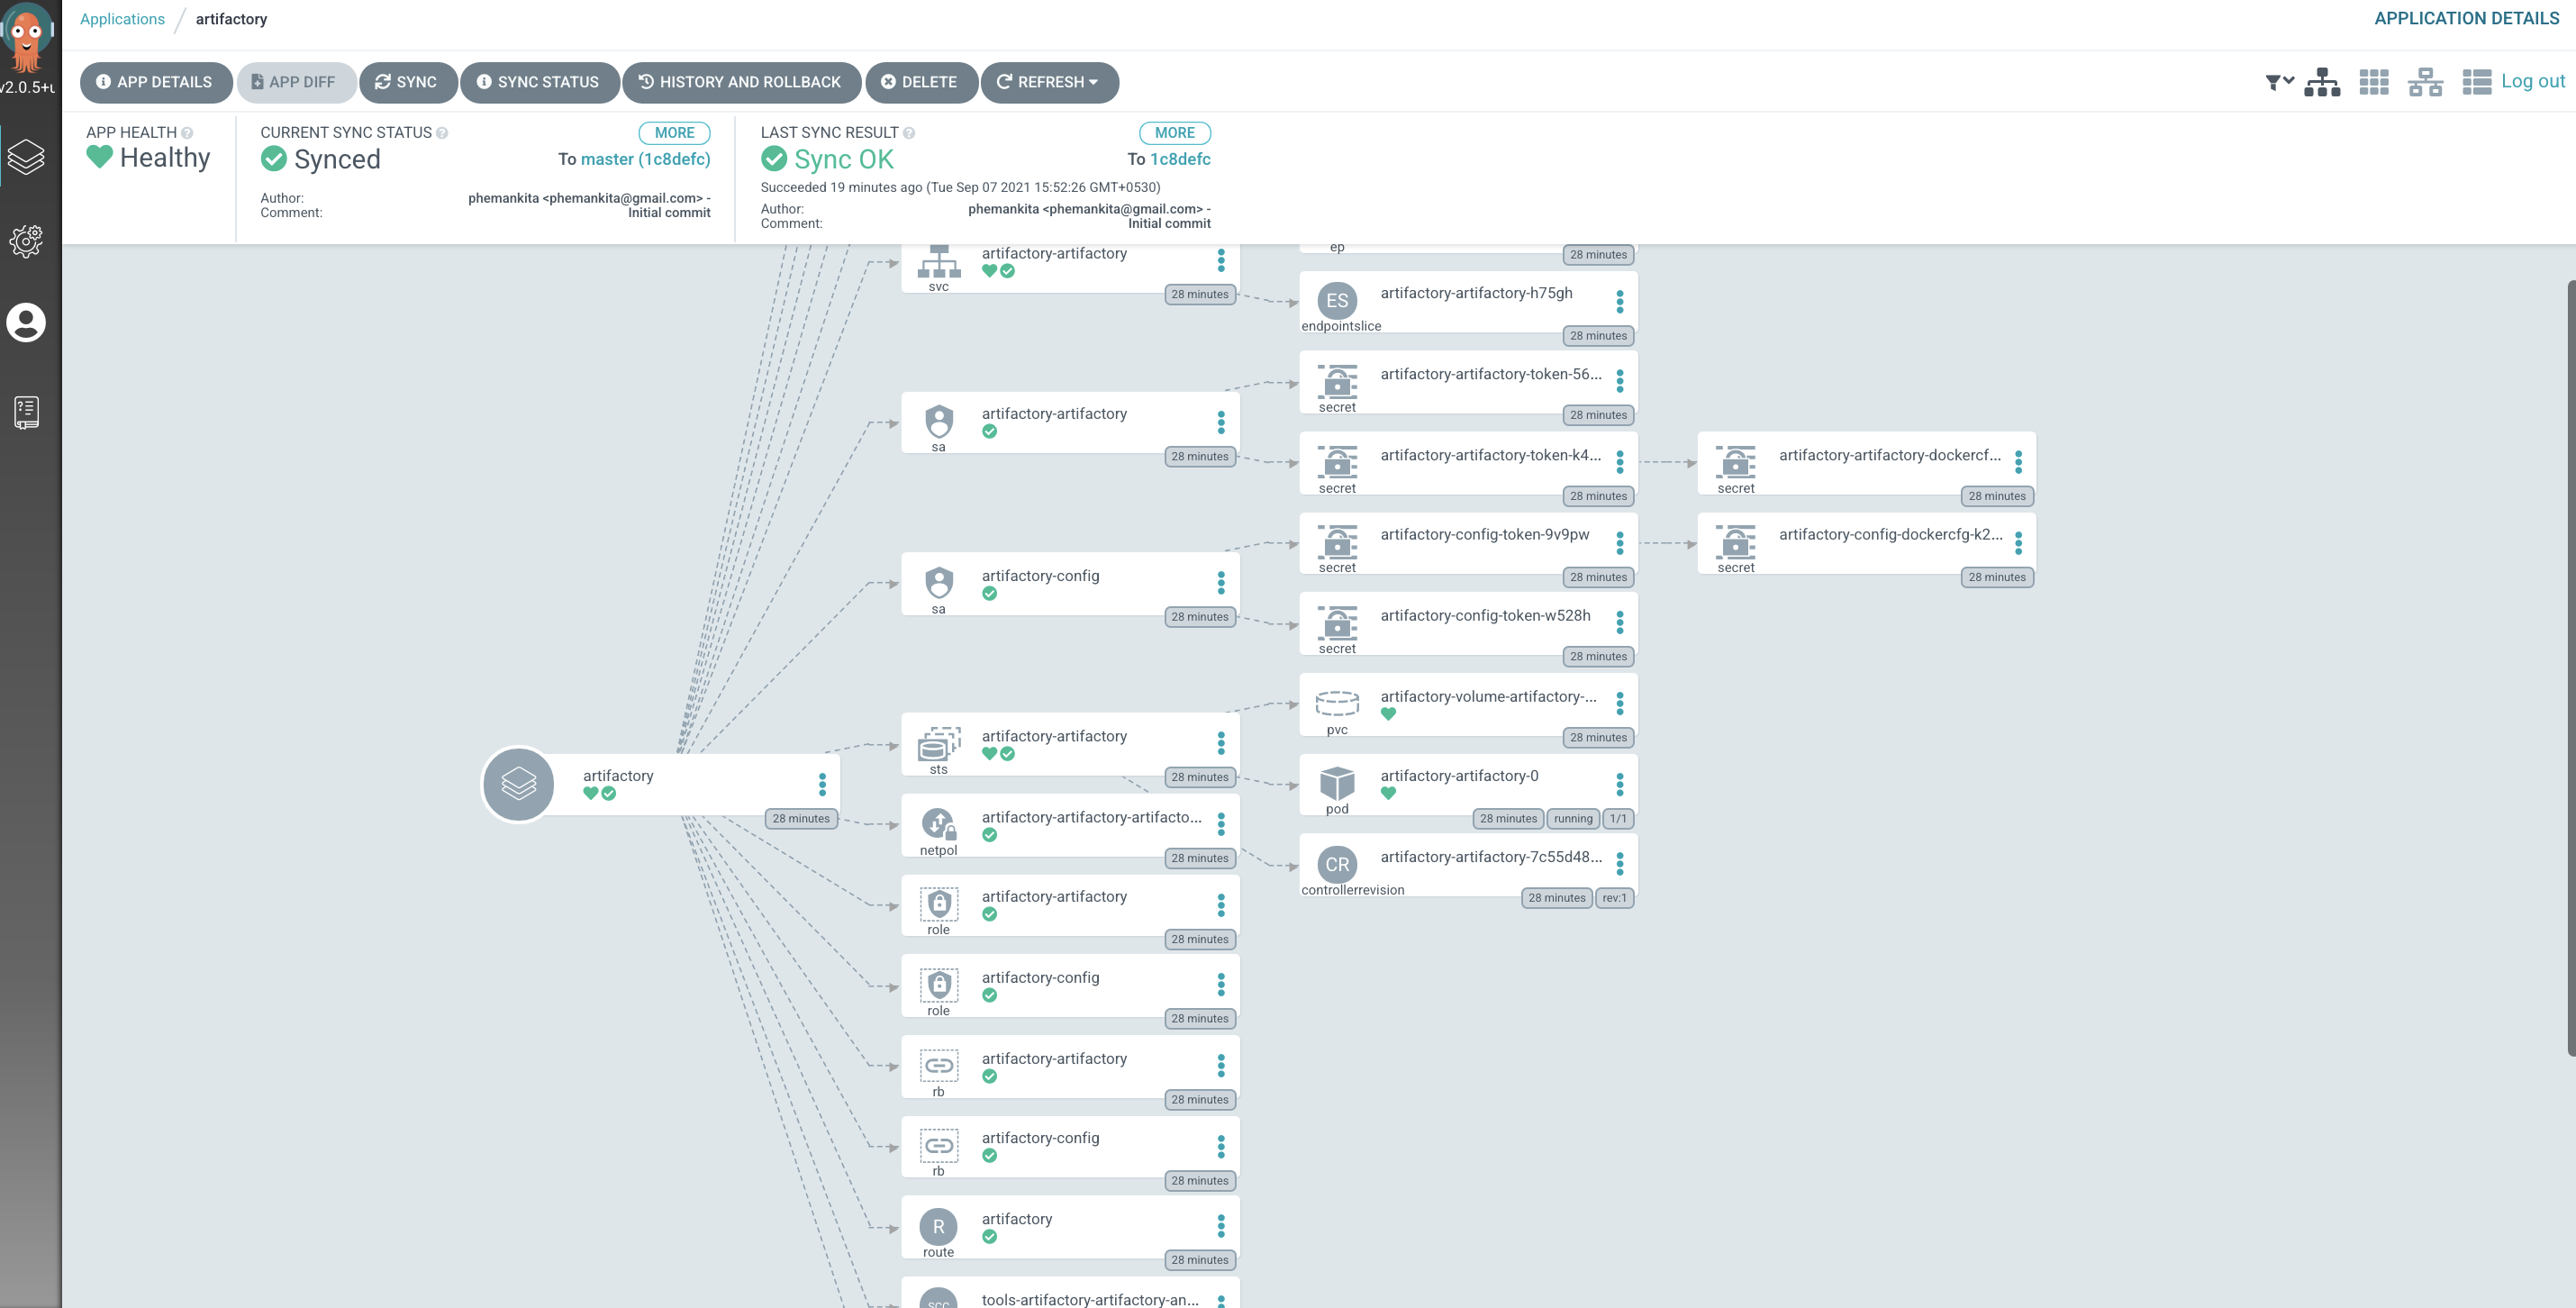 Applications / artifactory
APPLICATION DETAILS
v2.0.5+u
APP DETAILS
APP DIFF
SYNC
SYNC STATUS
HISTORY AND ROLLBACK
DELETE
REFRESH
Log out
APP HEALTH
Healthy
CURRENT SYNC STATUS
MORE
Synced
To master (1c8defc)
Author: phemankita <phemankita@gmail.com> -
Comment: Initial commit
LAST SYNC RESULT
MORE
Sync OK
To 1c8defc
Succeeded 19 minutes ago (Tue Sep 07 2021 15:52:26 GMT+0530)
Author: phemankita <phemankita@gmail.com> -
Comment: Initial commit
artifactory
28 minutes
artifactory-artifactory
svc
28 minutes
artifactory-artifactory
sa
28 minutes
artifactory-config
sa
28 minutes
artifactory-artifactory
sts
28 minutes
artifactory-artifactory-artifacto...
netpol
28 minutes
artifactory-artifactory
role
28 minutes
artifactory-config
role
28 minutes
artifactory-artifactory
rb
28 minutes
artifactory-config
rb
28 minutes
R
artifactory
route
28 minutes
SCC
tools-artifactory-artifactory-an...
ep
28 minutes
ES
artifactory-artifactory-h75gh
endpointslice
28 minutes
artifactory-artifactory-token-56...
secret
28 minutes
artifactory-artifactory-token-k4...
secret
28 minutes
artifactory-config-token-9v9pw
secret
28 minutes
artifactory-config-token-w528h
secret
28 minutes
artifactory-volume-artifactory-...
pvc
28 minutes
artifactory-artifactory-0
pod
28 minutes running 1/1
CR
artifactory-artifactory-7c55d48...
controllerrevision
28 minutes rev:1
artifactory-artifactory-dockercf...
secret
28 minutes
artifactory-config-dockercfg-k2...
secret
28 minutes